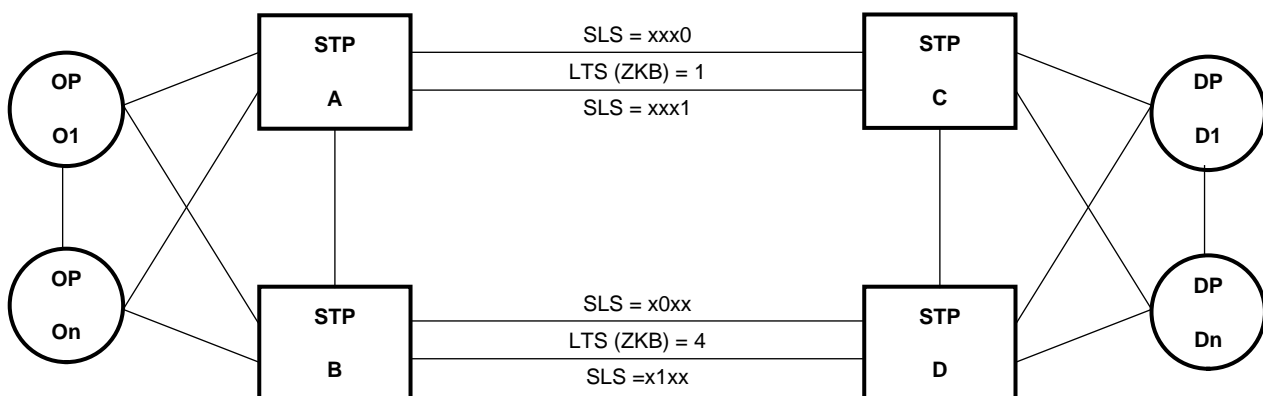 OP
O1
OP
On
STP
A
STP
B
SLS = xxx0
LTS (ZKB) = 1
SLS = xxx1
SLS = x0xx
LTS (ZKB) = 4
SLS =x1xx
STP
C
STP
D
DP
D1
DP
Dn